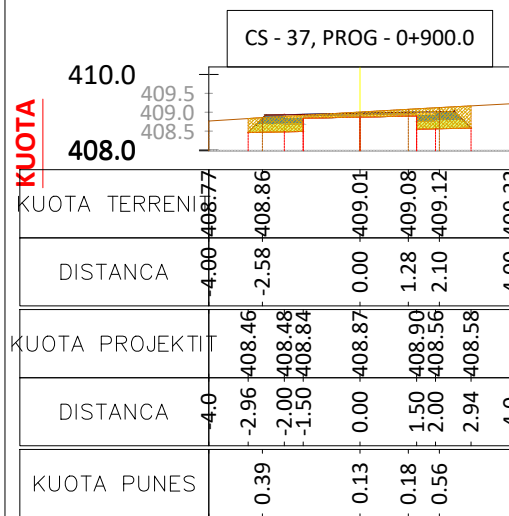 CS - 37, PROG - 0+900.0
KUOTA
410.0
409.5
409.0
408.5
408.0
KUOTA TERRENIT 408.77 408.86 409.01 409.08 409.12
DISTANCA -4.00 -2.58 0.00 1.28 2.10
KUOTA PROJEKTIT 408.46 408.48 408.84 408.87 408.90 408.56 408.58
DISTANCA -4.0 -2.96 -2.00 -1.50 0.00 1.50 2.00 2.94
KUOTA PUNES 0.39 0.13 0.18 0.56